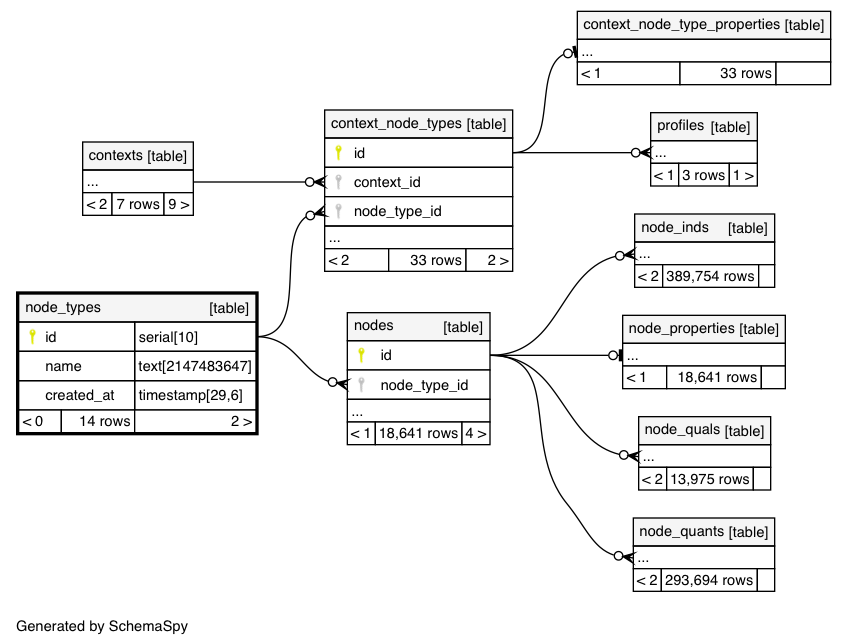 context_node_type_properties [table]
...
< 1 33 rows
context_node_types [table]
id
context_id
node_type_id
...
< 2 33 rows 2 >
profiles [table]
...
< 1 3 rows 1 >
contexts [table]
...
< 2 7 rows 9 >
node_inds [table]
...
< 2 389,754 rows
node_types [table]
id serial[10]
name text[2147483647]
created_at timestamp[29,6]
< 0 14 rows 2 >
nodes [table]
id
node_type_id
...
< 1 18,641 rows 4 >
node_properties [table]
...
< 1 18,641 rows
node_quals [table]
...
< 2 13,975 rows
node_quants [table]
...
< 2 293,694 rows
Generated by SchemaSpy